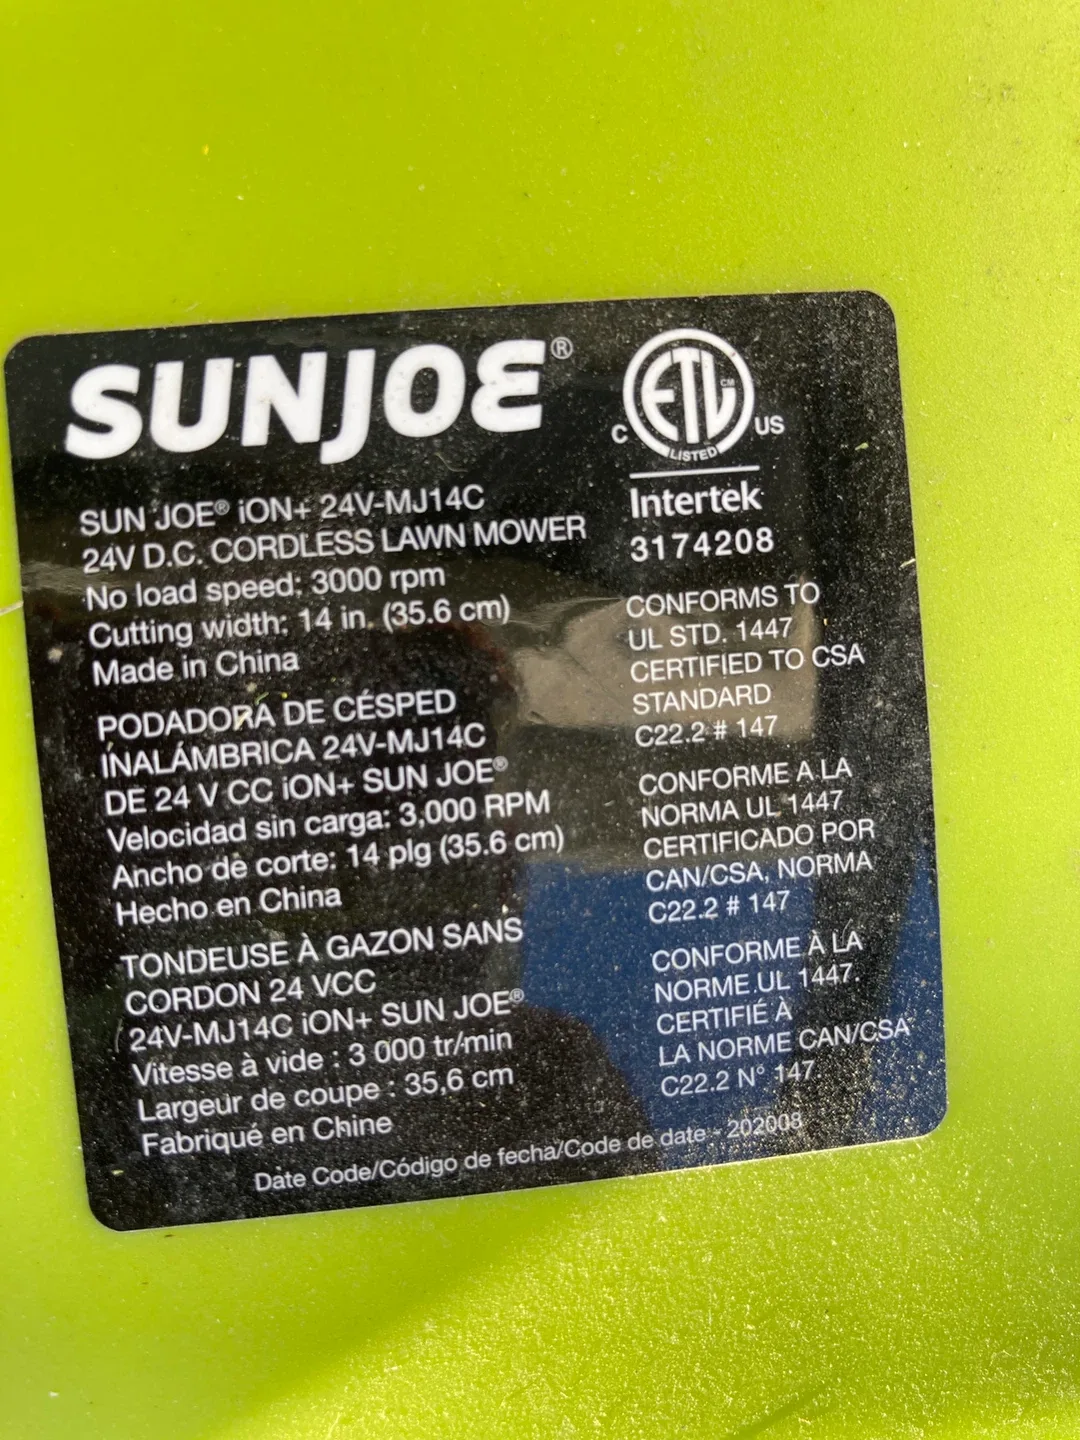 SUNJOE®
SUN JOE® iON+ 24V-MJ14C
24V D.C. CORDLESS LAWN MOWER
No load speed: 3000 rpm
Cutting width: 14 in. (35.6 cm)
Made in China
PODADORA DE CÉSPED
INALÁMBRICA 24V-MJ14C
DE 24 V CC iON+ SUN JOE®
Velocidad sin carga: 3,000 RPM
Ancho de corte: 14 plg (35.6 cm)
Hecho en China
TONDEUSE À GAZON SANS
CORDON 24 VCC
24V-MJ14C iON+ SUN JOE®
Vitesse à vide : 3 000 tr/min
Largeur de coupe : 35,6 cm
Fabriqué en Chine
ETL CM
C US
LISTED
Intertek
3174208
CONFORMS TO
UL STD. 1447
CERTIFIED TO CSA
STANDARD
C22.2 # 147
CONFORME A LA
NORMA UL 1447
CERTIFICADO POR
CAN/CSA, NORMA
C22.2 # 147
CONFORME À LA
NORME UL 1447.
CERTIFIÉ À
LA NORME CAN/CSA
C22.2 N° 147
Date Code/Código de fecha/Code de date - 202008